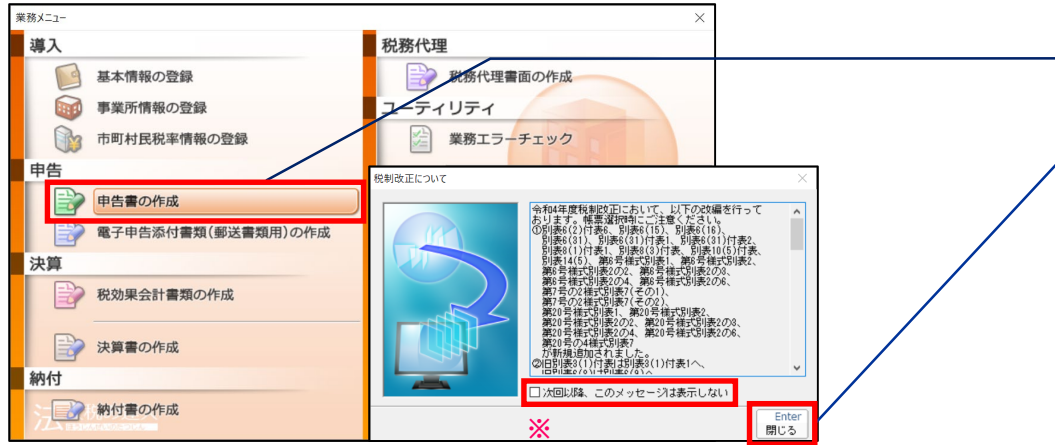 業務メニュー
導入
基本情報の登録
事業所情報の登録
市町村民税率情報の登録
申告
申告書の作成
電子申告添付書類(郵送書類用)の作成
決算
税効果会計書類の作成
決算書の作成
納付
納付書の作成
税務代理
税務代理書面の作成
ユーティリティ
業務エラーチェック
税制改正について
令和4年度税制改正において、以下の改編を行って
おります。帳票選択時にご注意ください。
①別表6(2)付表6、別表6(15)、別表6(16)、
別表6(31)、別表6(31)付表1、別表6(31)付表2、
別表8(1)付表1、別表8(3)付表、別表10(5)付表、
別表14(5)、第6号様式別表1、第6号様式別表2、
第6号様式別表2の2、第6号様式別表2の3、
第6号様式別表2の4、第6号様式別表2の6、
第7号の2様式別表7(その1)、
第7号の2様式別表7(その2)、
第20号様式別表1、第20号様式別表2、
第20号様式別表2の2、第20号様式別表2の3、
第20号様式別表2の4、第20号様式別表2の6、
第20号の4様式別表7
が新規追加されました。
②旧別表8(1)付表は別表8(1)付表1へ、
次回以降、このメッセージは表示しない
※
Enter
閉じる